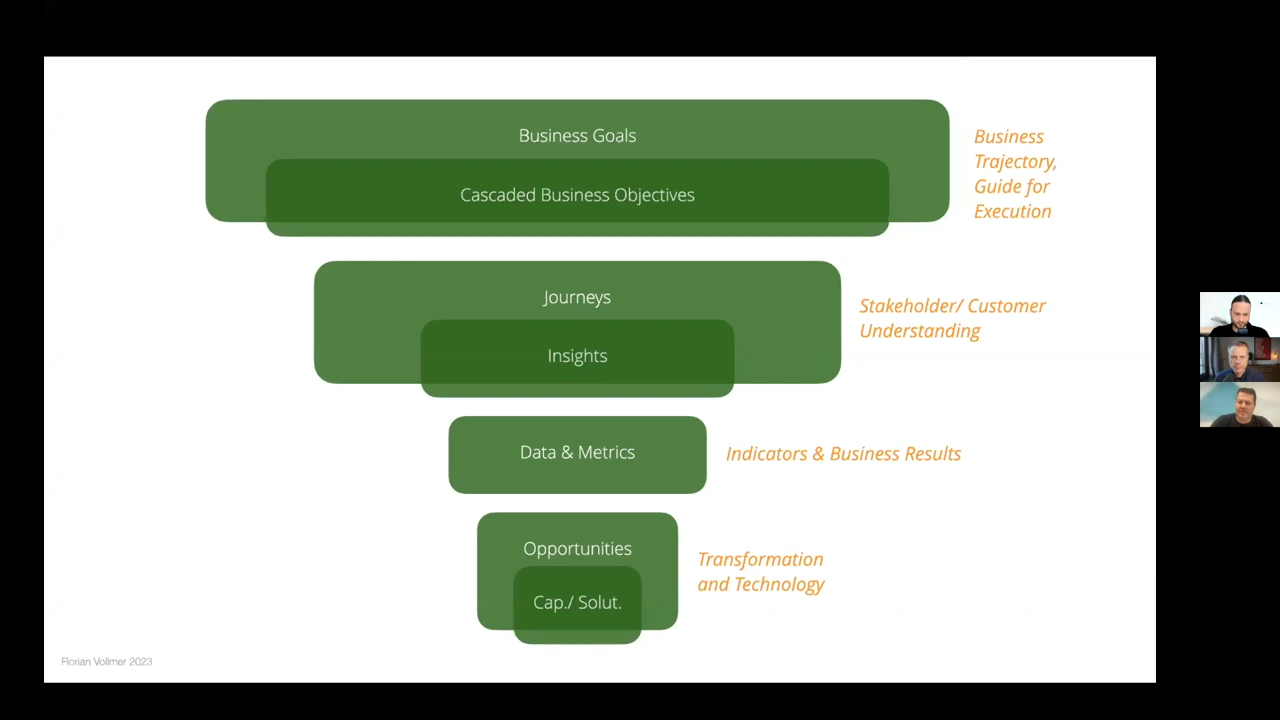 Business Goals
Cascaded Business Objectives
Business
Trajectory,
Guide for
Execution
Journeys
Insights
Stakeholder/ Customer
Understanding
Data & Metrics
Indicators & Business Results
Opportunities
Cap./ Solut.
Transformation
and Technology
Florian Vollmer 2023